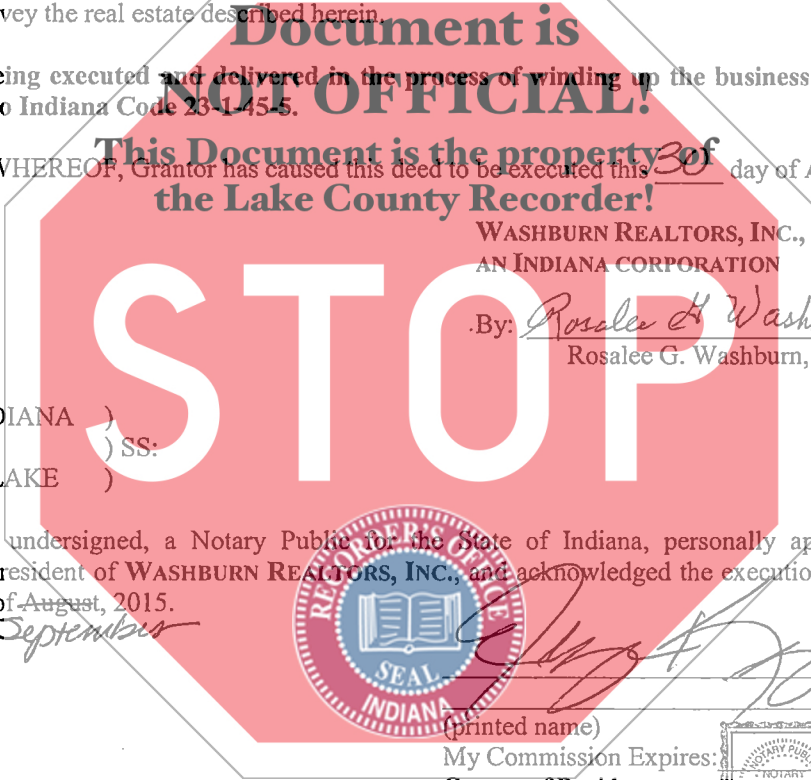 vey the real estate described herein.
Document is
eing executed and delivered in the process of winding up the business
NOT OFFICIAL!
o Indiana Code 23-1-45-5.
This Document is the property of
WHEREOF, Grantor has caused this deed to be executed this 30 day of A
the Lake County Recorder!
WASHBURN REALTORS, INC.,
AN INDIANA CORPORATION
STOP
By: Rosalee G Wash
Rosalee G. Washburn,
DIANA )
) SS:
LAKE )
undersigned, a Notary Public for the State of Indiana, personally ap
resident of WASHBURN REALTORS, INC., and acknowledged the executio
of August, 2015.
September
RECORDER'S OFFICE
SEAL
INDIANA
(printed name)
My Commission Expires:
NOTARY PUB
NOTARY